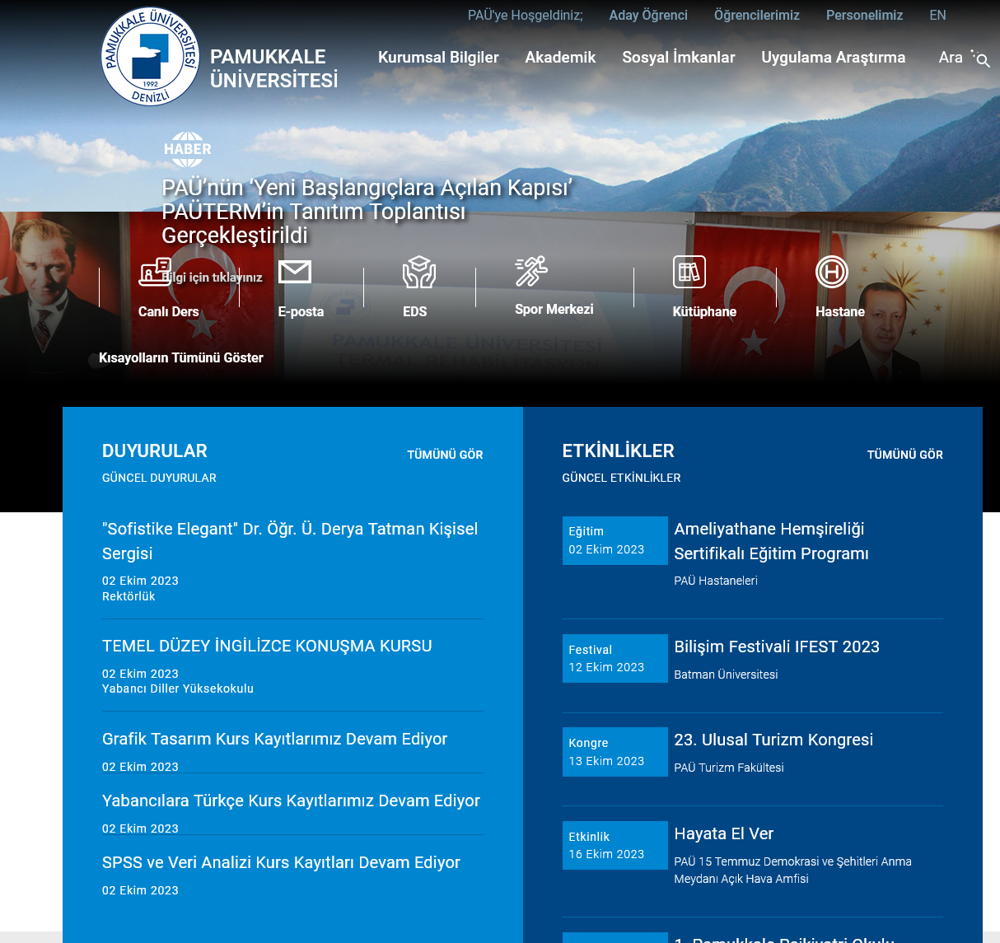 PAÜ'ye Hoşgeldiniz;
Aday Öğrenci
Öğrencilerimiz
Personelimiz
EN
PAMUKKALE ÜNİVERSİTESİ
1992
DENİZLİ
PAMUKKALE
ÜNİVERSİTESİ
Kurumsal Bilgiler
Akademik
Sosyal İmkanlar
Uygulama Araştırma
Ara
HABER
PAÜ’nün ‘Yeni Başlangıçlara Açılan Kapısı’
PAÜTERM’in Tanıtım Toplantısı
Gerçekleştirildi
Bilgi için tıklayınız
Canlı Ders
E-posta
EDS
Spor Merkezi
Kütüphane
Hastane
PAMUKKALE ÜNİVERSİTESİ
TERMAL REHABİLİTASYON
Kısayolların Tümünü Göster
DUYURULAR
TÜMÜNÜ GÖR
GÜNCEL DUYURULAR
"Sofistike Elegant" Dr. Öğr. Ü. Derya Tatman Kişisel
Sergisi
02 Ekim 2023
Rektörlük
TEMEL DÜZEY İNGİLİZCE KONUŞMA KURSU
02 Ekim 2023
Yabancı Diller Yüksekokulu
Grafik Tasarım Kurs Kayıtlarımız Devam Ediyor
02 Ekim 2023
Yabancılara Türkçe Kurs Kayıtlarımız Devam Ediyor
02 Ekim 2023
SPSS ve Veri Analizi Kurs Kayıtları Devam Ediyor
02 Ekim 2023
ETKİNLİKLER
TÜMÜNÜ GÖR
GÜNCEL ETKİNLİKLER
Eğitim
02 Ekim 2023
Ameliyathane Hemşireliği
Sertifikalı Eğitim Programı
PAÜ Hastaneleri
Festival
12 Ekim 2023
Bilişim Festivali IFEST 2023
Batman Üniversitesi
Kongre
13 Ekim 2023
23. Ulusal Turizm Kongresi
PAÜ Turizm Fakültesi
Etkinlik
16 Ekim 2023
Hayata El Ver
PAÜ 15 Temmuz Demokrasi ve Şehitleri Anma
Meydanı Açık Hava Amfisi
1. Pamukkale Psikiyatri Okulu